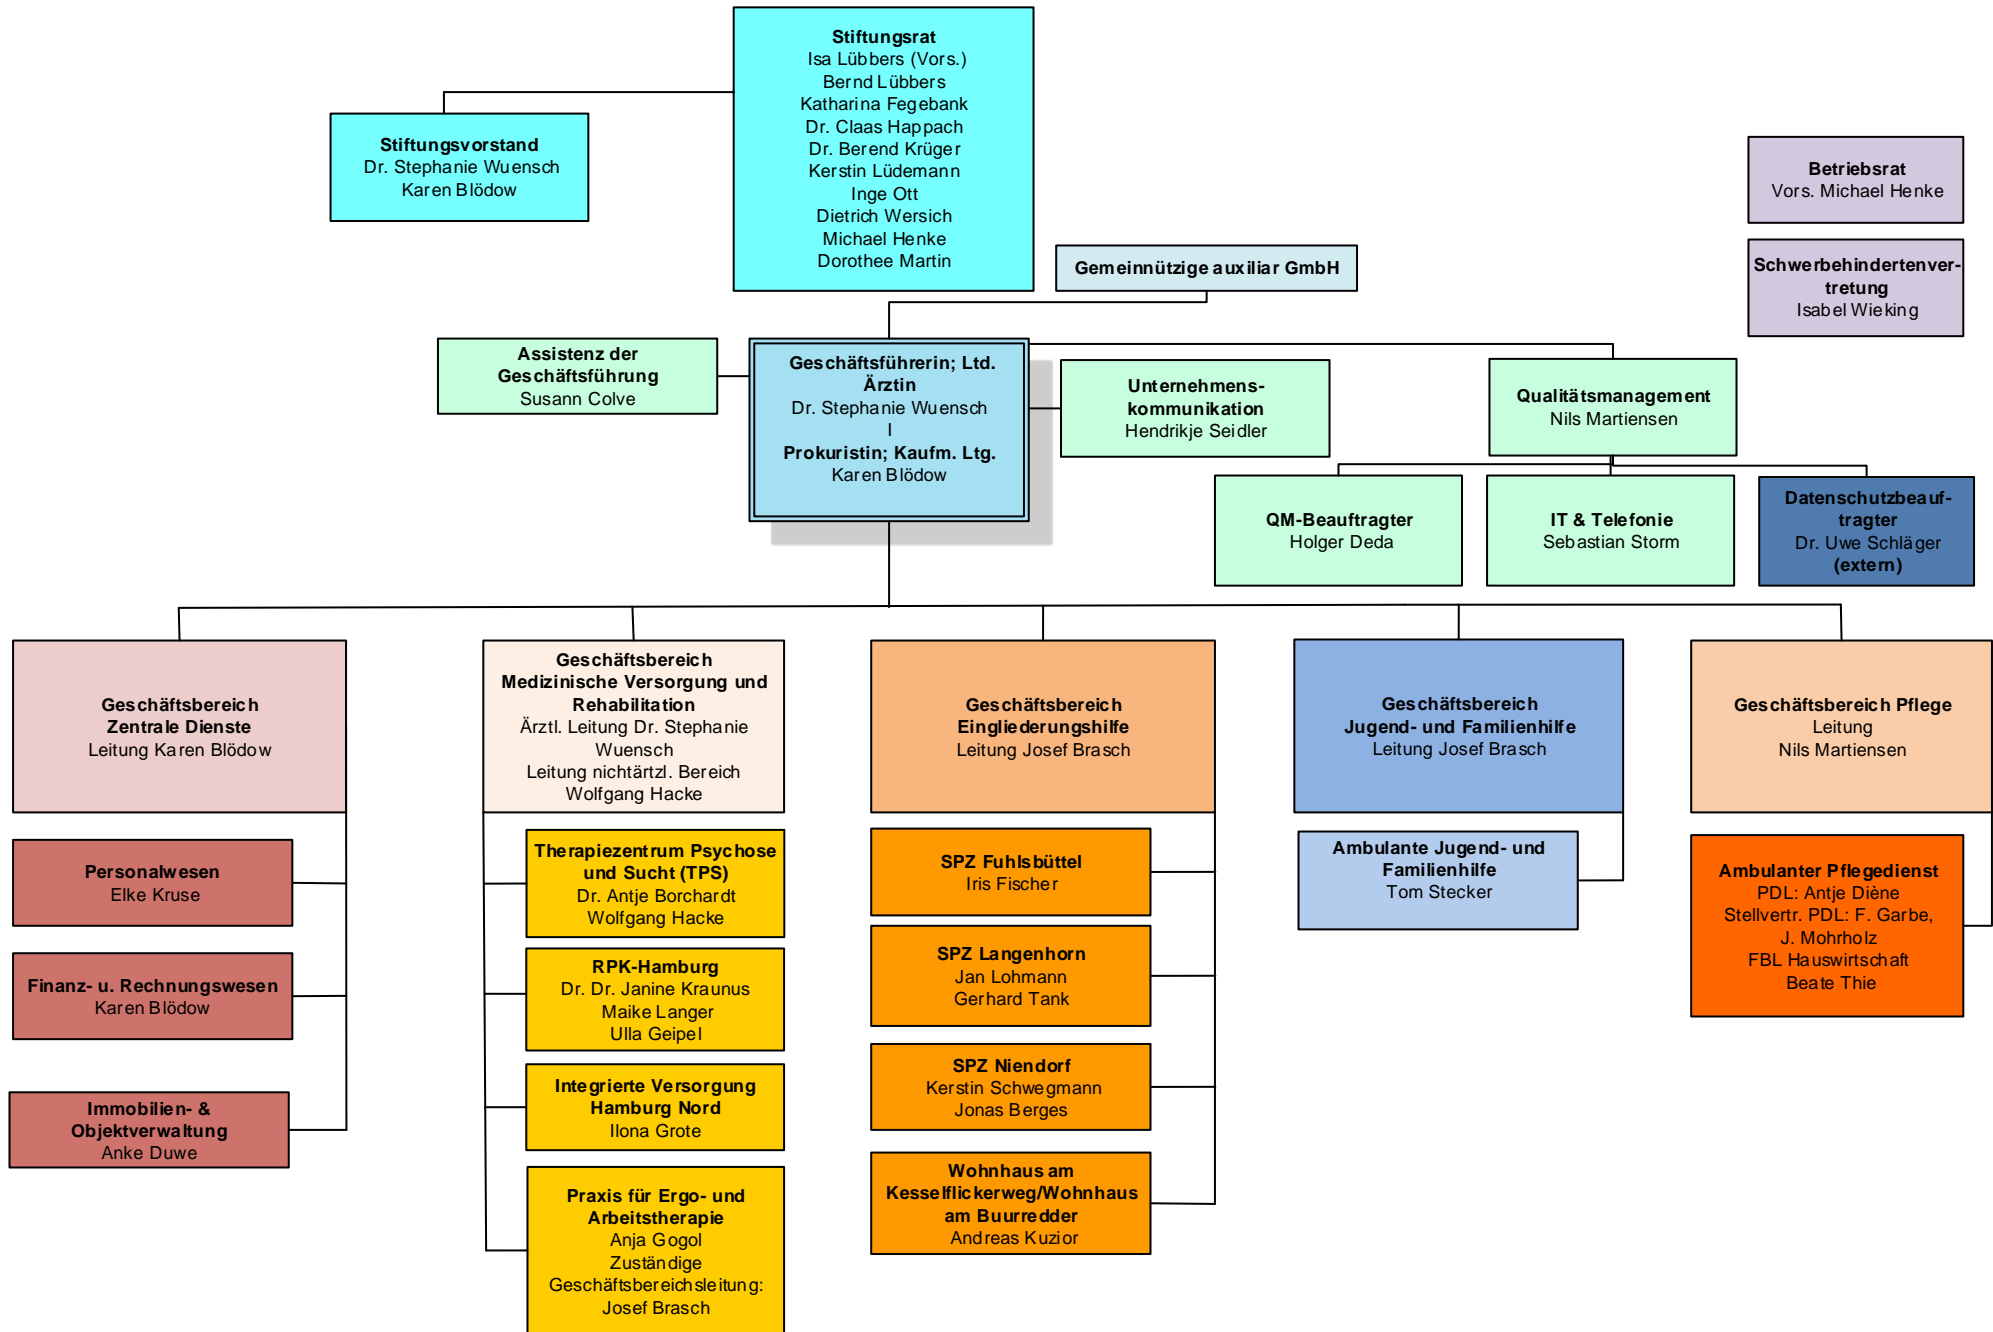 Stiftungsrat
Isa Lübbers (Vors.)
Bernd Lübbers
Katharina Fegebank
Dr. Claas Happach
Dr. Berend Krüger
Kerstin Lüdemann
Inge Ott
Dietrich Wersich
Michael Henke
Dorothee Martin
Stiftungsvorstand
Dr. Stephanie Wuensch
Karen Blödow
Betriebsrat
Vors. Michael Henke
Schwerbehindertenver-
tretung
Isabel Wieking
Gemeinnützige auxiliar GmbH
Assistenz der
Geschäftsführung
Susann Colve
Geschäftsführerin; Ltd.
Ärztin
Dr. Stephanie Wuensch
I
Prokuristin; Kaufm. Ltg.
Karen Blödow
Unternehmens-
kommunikation
Hendrikje Seidler
Qualitätsmanagement
Nils Martiensen
QM-Beauftragter
Holger Deda
IT & Telefonie
Sebastian Storm
Datenschutzbeauf-
tragter
Dr. Uwe Schläger
(extern)
Geschäftsbereich
Zentrale Dienste
Leitung Karen Blödow
Personalwesen
Elke Kruse
Finanz- u. Rechnungswesen
Karen Blödow
Immobilien- &
Objektverwaltung
Anke Duwe
Geschäftsbereich
Medizinische Versorgung und
Rehabilitation
Ärztl. Leitung Dr. Stephanie
Wuensch
Leitung nichtärtzl. Bereich
Wolfgang Hacke
Therapiezentrum Psychose
und Sucht (TPS)
Dr. Antje Borchardt
Wolfgang Hacke
RPK-Hamburg
Dr. Dr. Janine Kraunus
Maike Langer
Ulla Geipel
Integrierte Versorgung
Hamburg Nord
Ilona Grote
Praxis für Ergo- und
Arbeitstherapie
Anja Gogol
Zuständige
Geschäftsbereichsleitung:
Josef Brasch
Geschäftsbereich
Eingliederungshilfe
Leitung Josef Brasch
SPZ Fuhlsbüttel
Iris Fischer
SPZ Langenhorn
Jan Lohmann
Gerhard Tank
SPZ Niendorf
Kerstin Schwegmann
Jonas Berges
Wohnhaus am
Kesselflickerweg/Wohnhaus
am Buurredder
Andreas Kuzior
Geschäftsbereich
Jugend- und Familienhilfe
Leitung Josef Brasch
Ambulante Jugend- und
Familienhilfe
Tom Stecker
Geschäftsbereich Pflege
Leitung
Nils Martiensen
Ambulanter Pflegedienst
PDL: Antje Diène
Stellvertr. PDL: F. Garbe,
J. Mohrholz
FBL Hauswirtschaft
Beate Thie